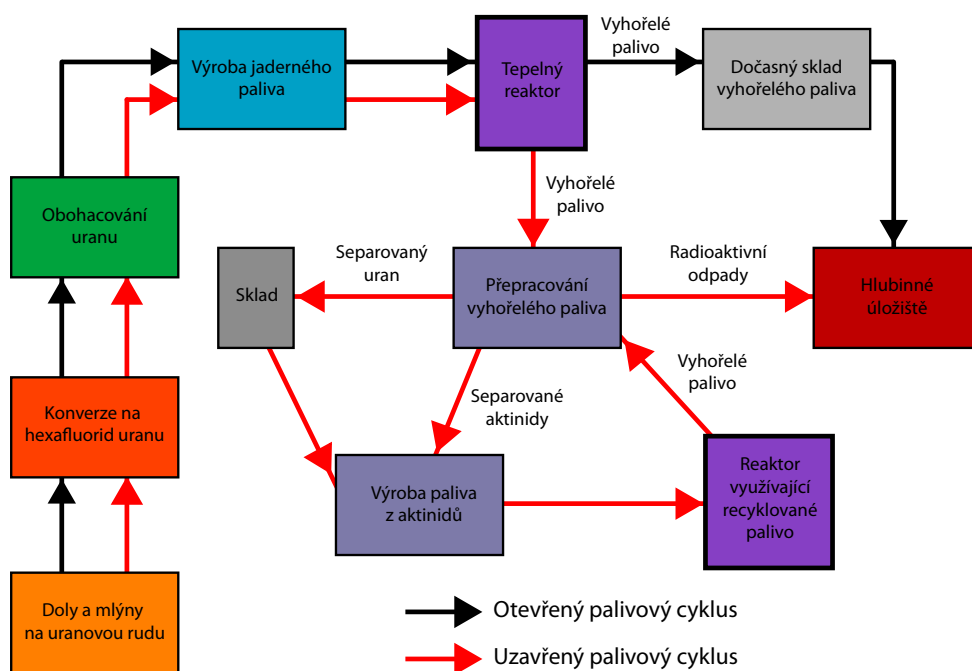 Vyhořelé
palivo
Výroba jaderného
paliva
Tepelný
reaktor
Dočasný sklad
vyhořelého paliva
Vyhořelé
palivo
Obohacování
uranu
Separovaný
uran
Radioaktivní
odpady
Sklad
Přepracování
vyhořelého paliva
Hlubinné
úložiště
Vyhořelé
palivo
Separované
aktinidy
Konverze na
hexafluorid uranu
Výroba paliva
z aktinidů
Reaktor
využívající
recyklované
palivo
Doly a mlýny
na uranovou rudu
Otevřený palivový cyklus
Uzavřený palivový cyklus